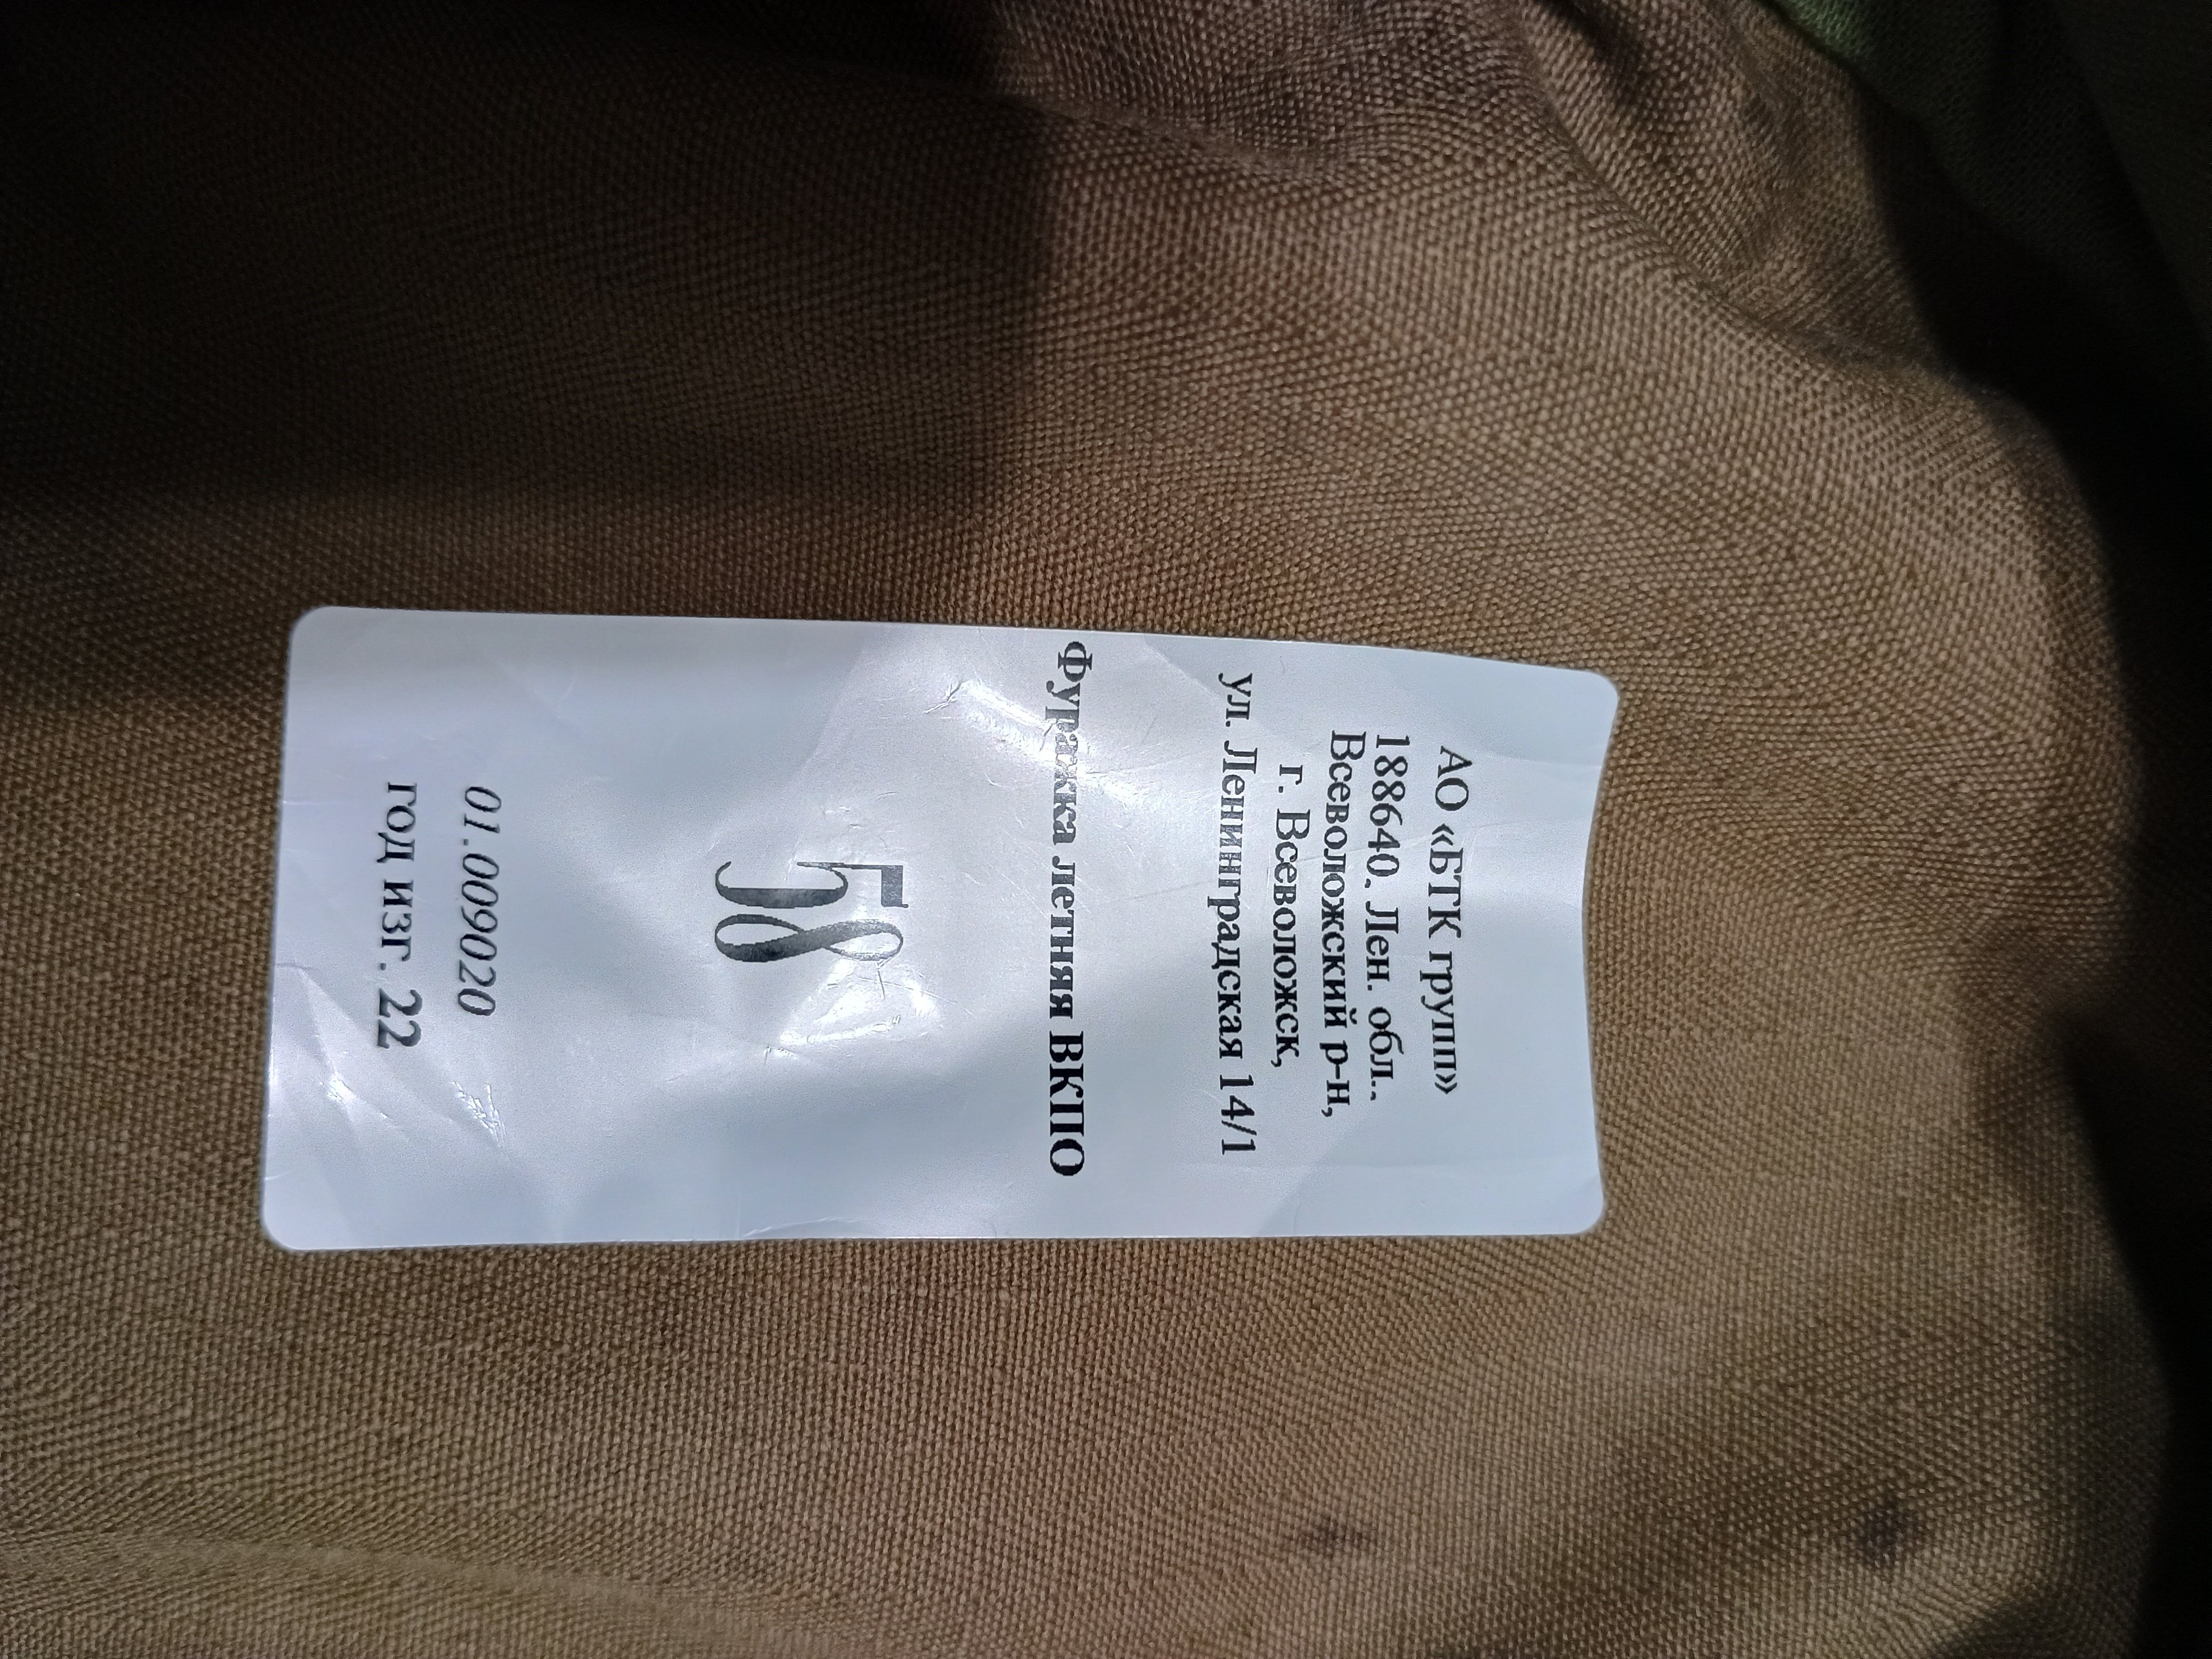 АО «БТК групп»
188640. Лен. обл..
Всеволожский р-н,
г. Всеволожск,
ул. Ленинградская 14/1
Фуражка летняя ВКПО
58
01.0090020
год изг. 22